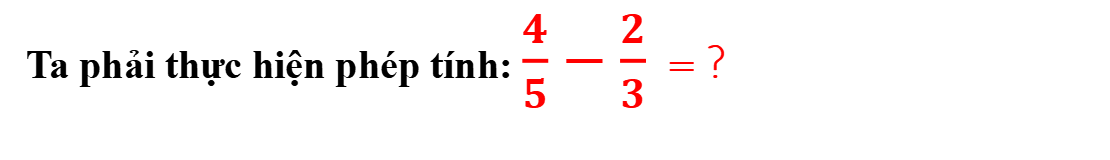 Ta phải thực hiện phép tính: 4/5 − 2/3 = ?